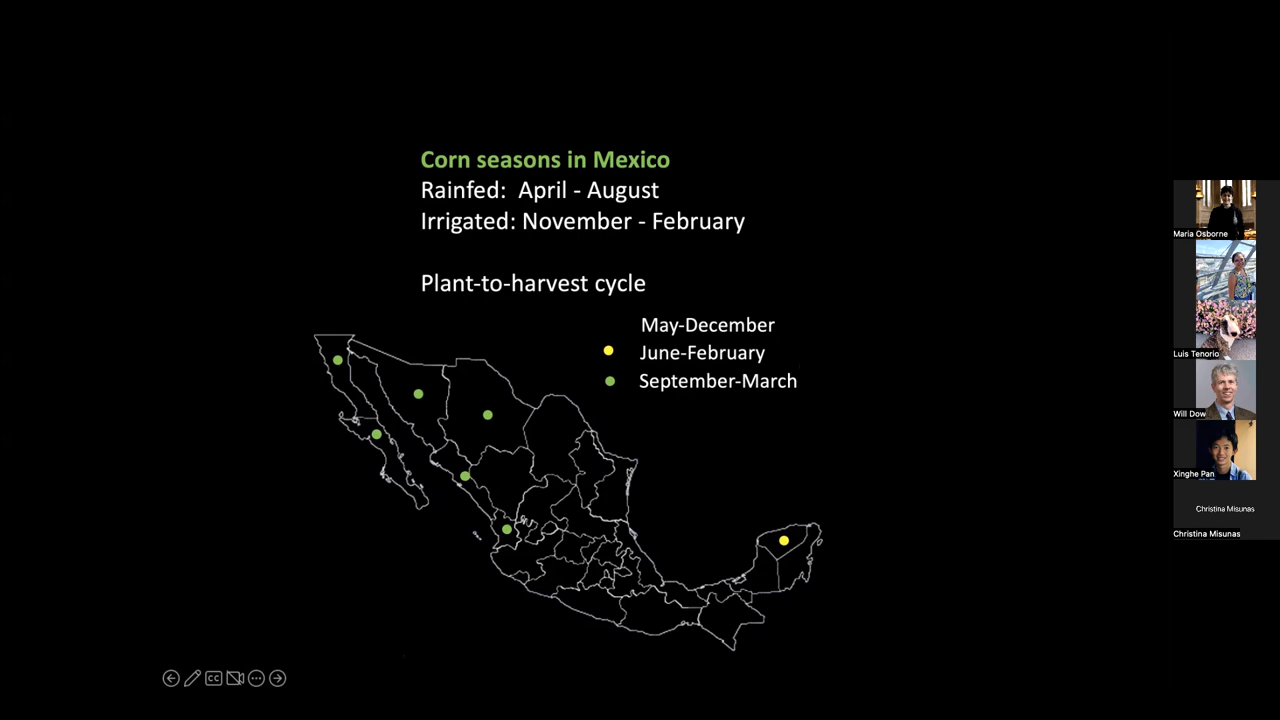 Corn seasons in Mexico
Rainfed: April - August
Irrigated: November - February
Plant-to-harvest cycle
May-December
June-February
September-March
Maria Osborne
Luis Tenorio
Will Dow
Xinghe Pan
Christina Misunas
Christina Misunas
CC